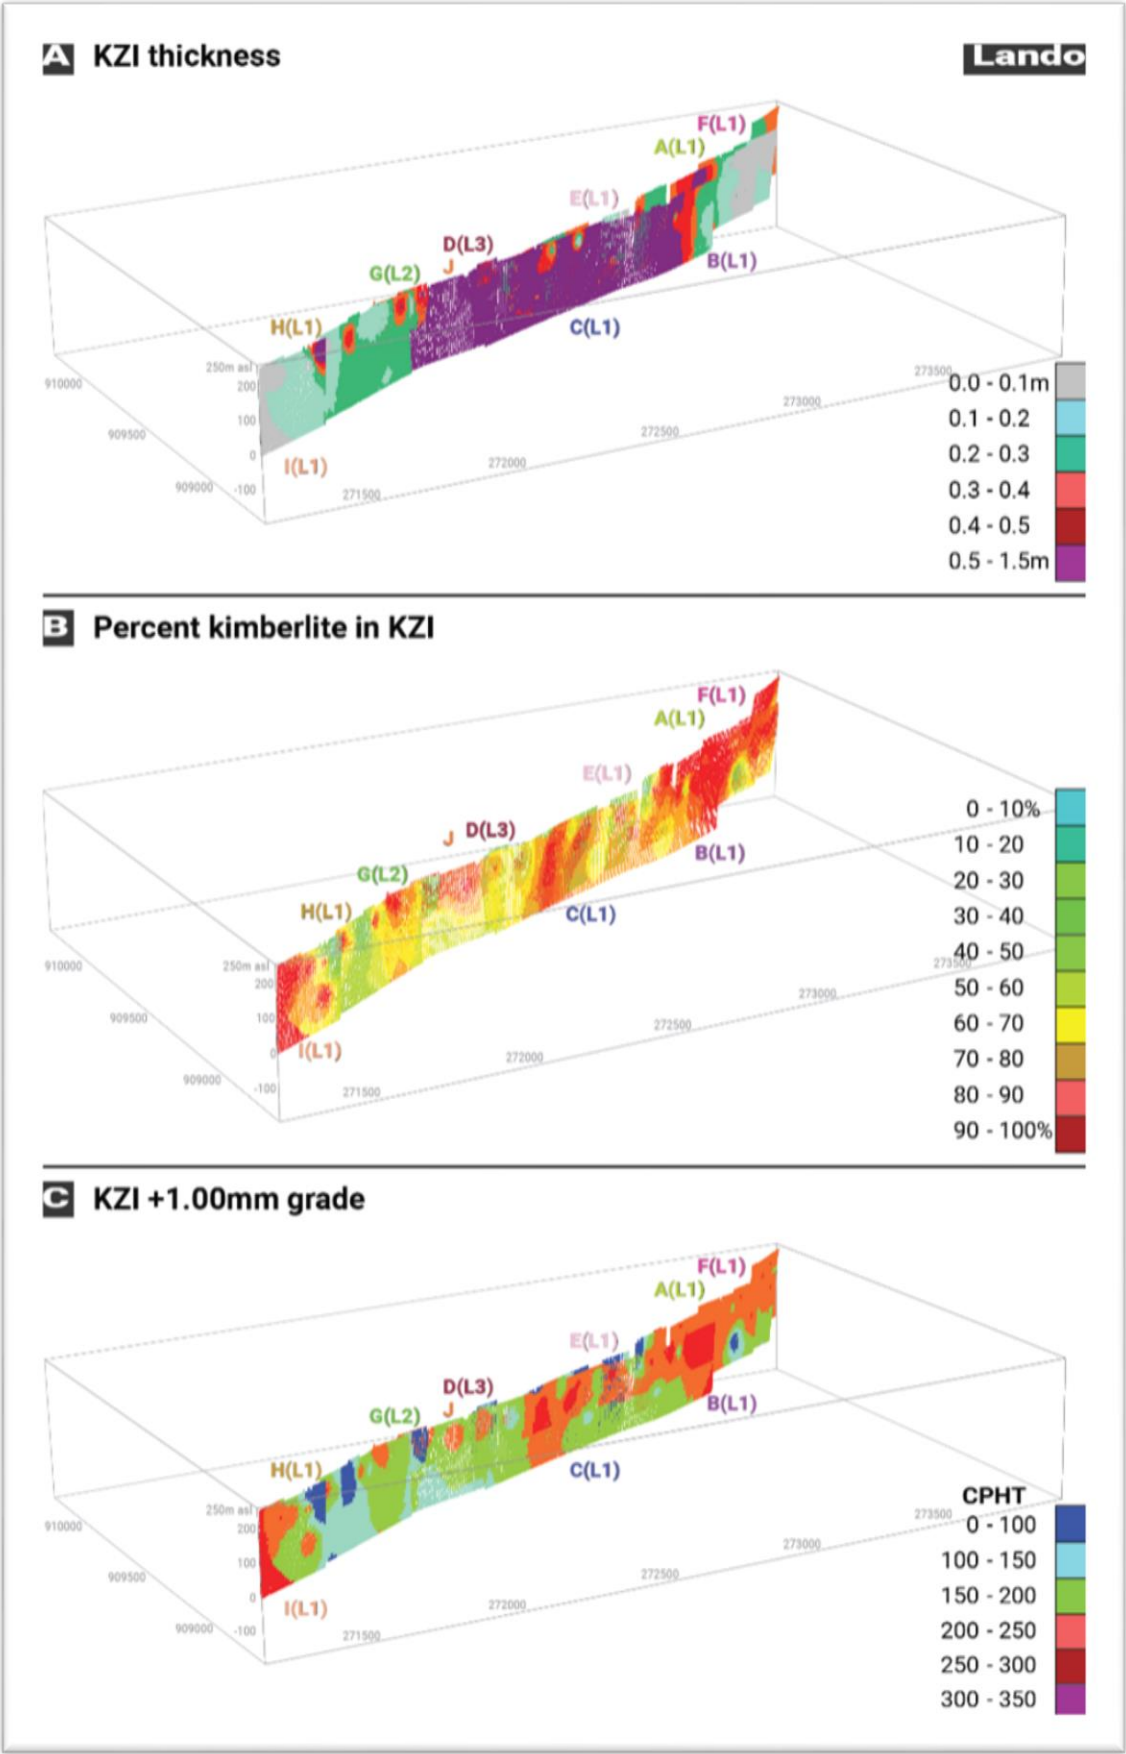 A KZI thickness
Lando
F(L1)
A(L1)
E(L1)
D(L3)
J
G(L2)
B(L1)
H(L1)
C(L1)
I(L1)
250m asl
200
100
0
-100
910000
909500
909000
271500
272000
272500
273000
273500
0.0 - 0.1m
0.1 - 0.2
0.2 - 0.3
0.3 - 0.4
0.4 - 0.5
0.5 - 1.5m
B Percent kimberlite in KZI
F(L1)
A(L1)
E(L1)
D(L3)
J
G(L2)
B(L1)
H(L1)
C(L1)
I(L1)
250m asl
200
100
0
-100
910000
909500
909000
271500
272000
272500
273000
273500
0 - 10%
10 - 20
20 - 30
30 - 40
40 - 50
50 - 60
60 - 70
70 - 80
80 - 90
90 - 100%
C KZI +1.00mm grade
F(L1)
A(L1)
E(L1)
D(L3)
J
G(L2)
B(L1)
H(L1)
C(L1)
I(L1)
250m asl
200
100
0
-100
910000
909500
909000
271500
272000
272500
273000
273500
CPHT
0 - 100
100 - 150
150 - 200
200 - 250
250 - 300
300 - 350